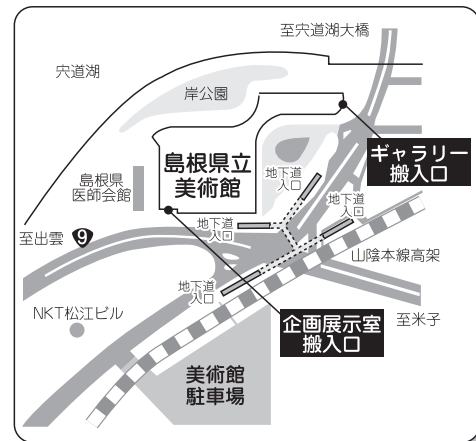 至宍道湖大橋
宍道湖
岸公園
ギャラリー
搬入口
島根県立
美術館
島根県
医師会館
地下道
入口
地下道
入口
地下道
入口
至出雲
9
山陰本線高架
地下道
入口
NKT松江ビル
企画展示室
搬入口
至米子
美術館
駐車場